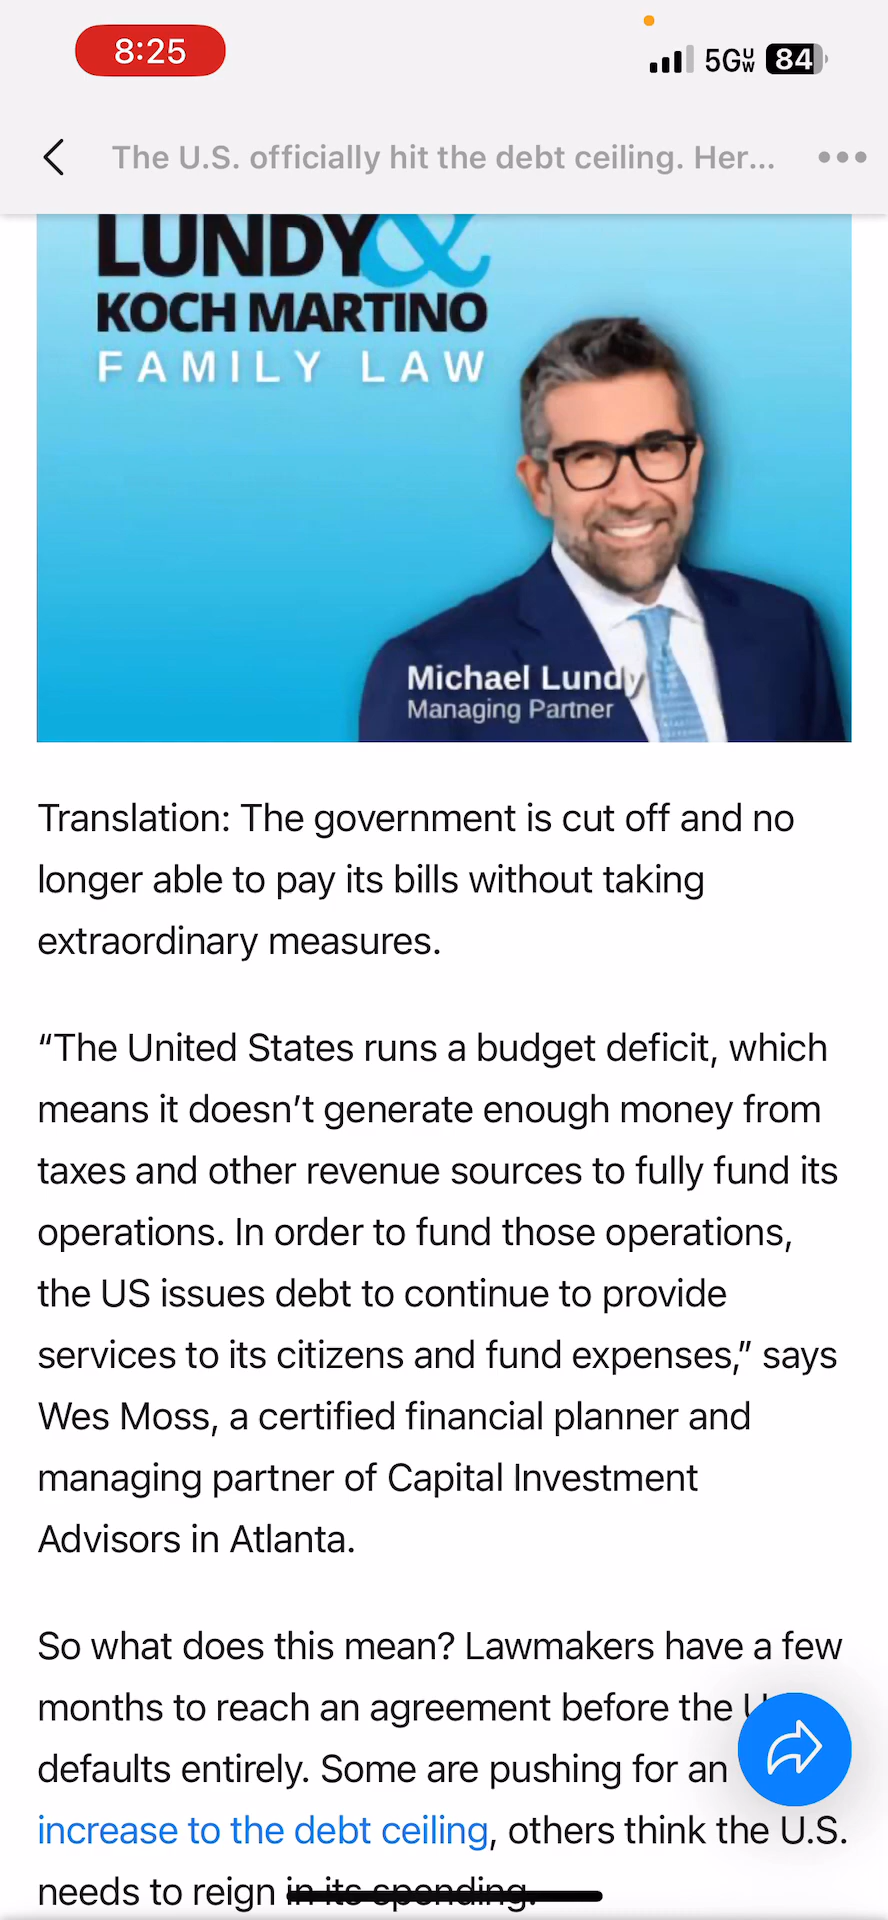 8:25
5G UW 84
The U.S. officially hit the debt ceiling. Her...
LUNDY&
KOCH MARTINO
FAMILY LAW
Michael Lundy
Managing Partner
Translation: The government is cut off and no
longer able to pay its bills without taking
extraordinary measures.
“The United States runs a budget deficit, which
means it doesn’t generate enough money from
taxes and other revenue sources to fully fund its
operations. In order to fund those operations,
the US issues debt to continue to provide
services to its citizens and fund expenses,” says
Wes Moss, a certified financial planner and
managing partner of Capital Investment
Advisors in Atlanta.
So what does this mean? Lawmakers have a few
months to reach an agreement before the
defaults entirely. Some are pushing for an
increase to the debt ceiling, others think the U.S.
needs to reign in its spending.